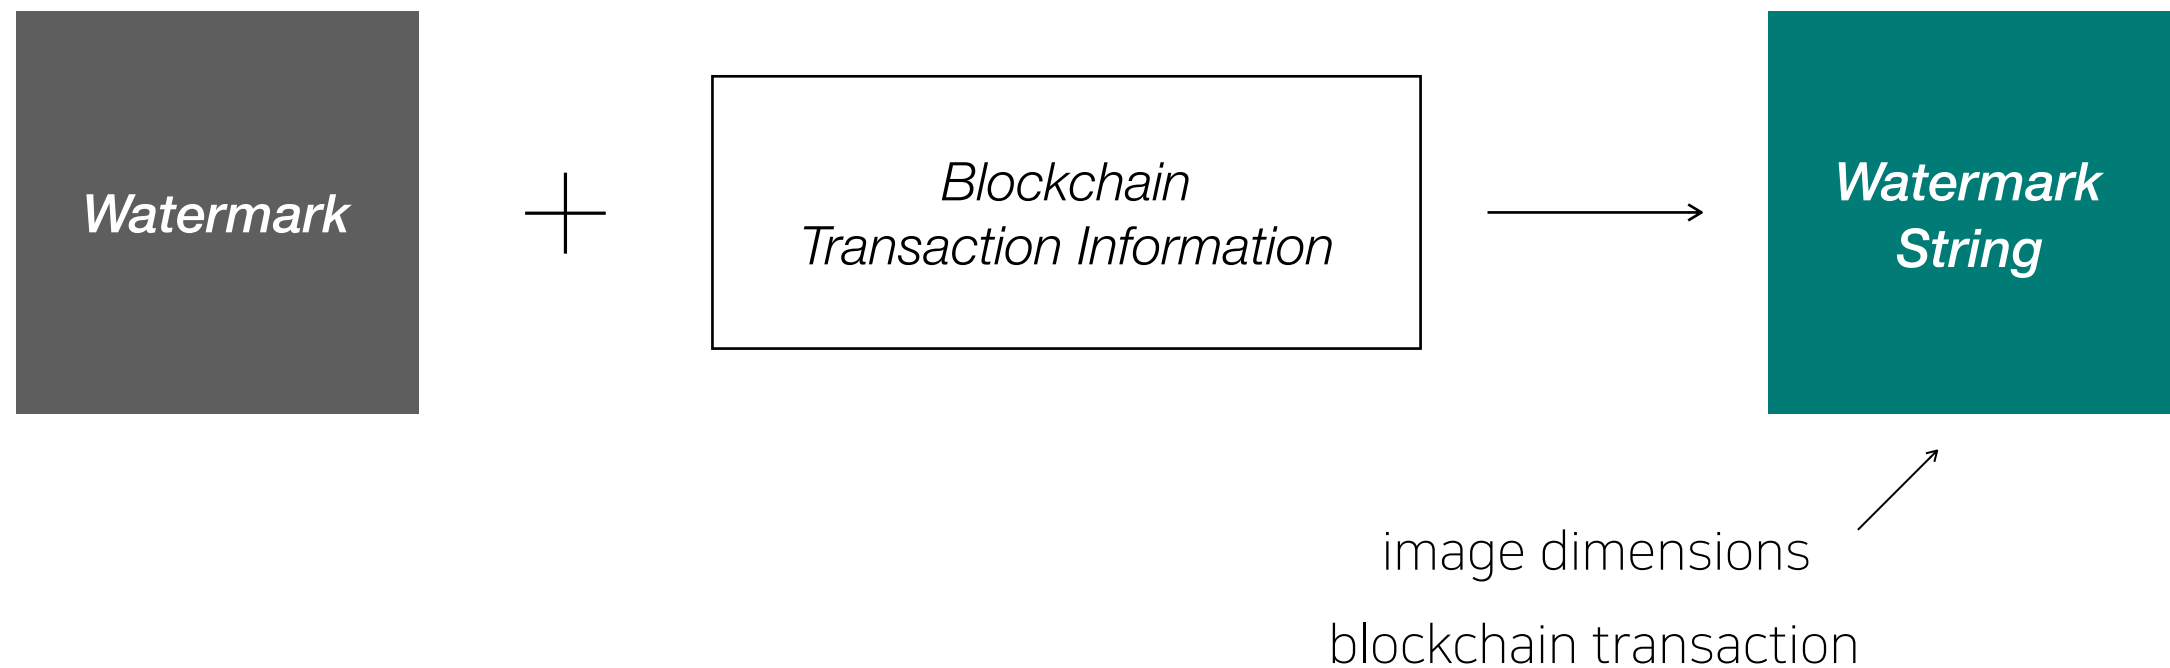 Watermark
Blockchain
Transaction Information
Watermark
String
image dimensions
blockchain transaction